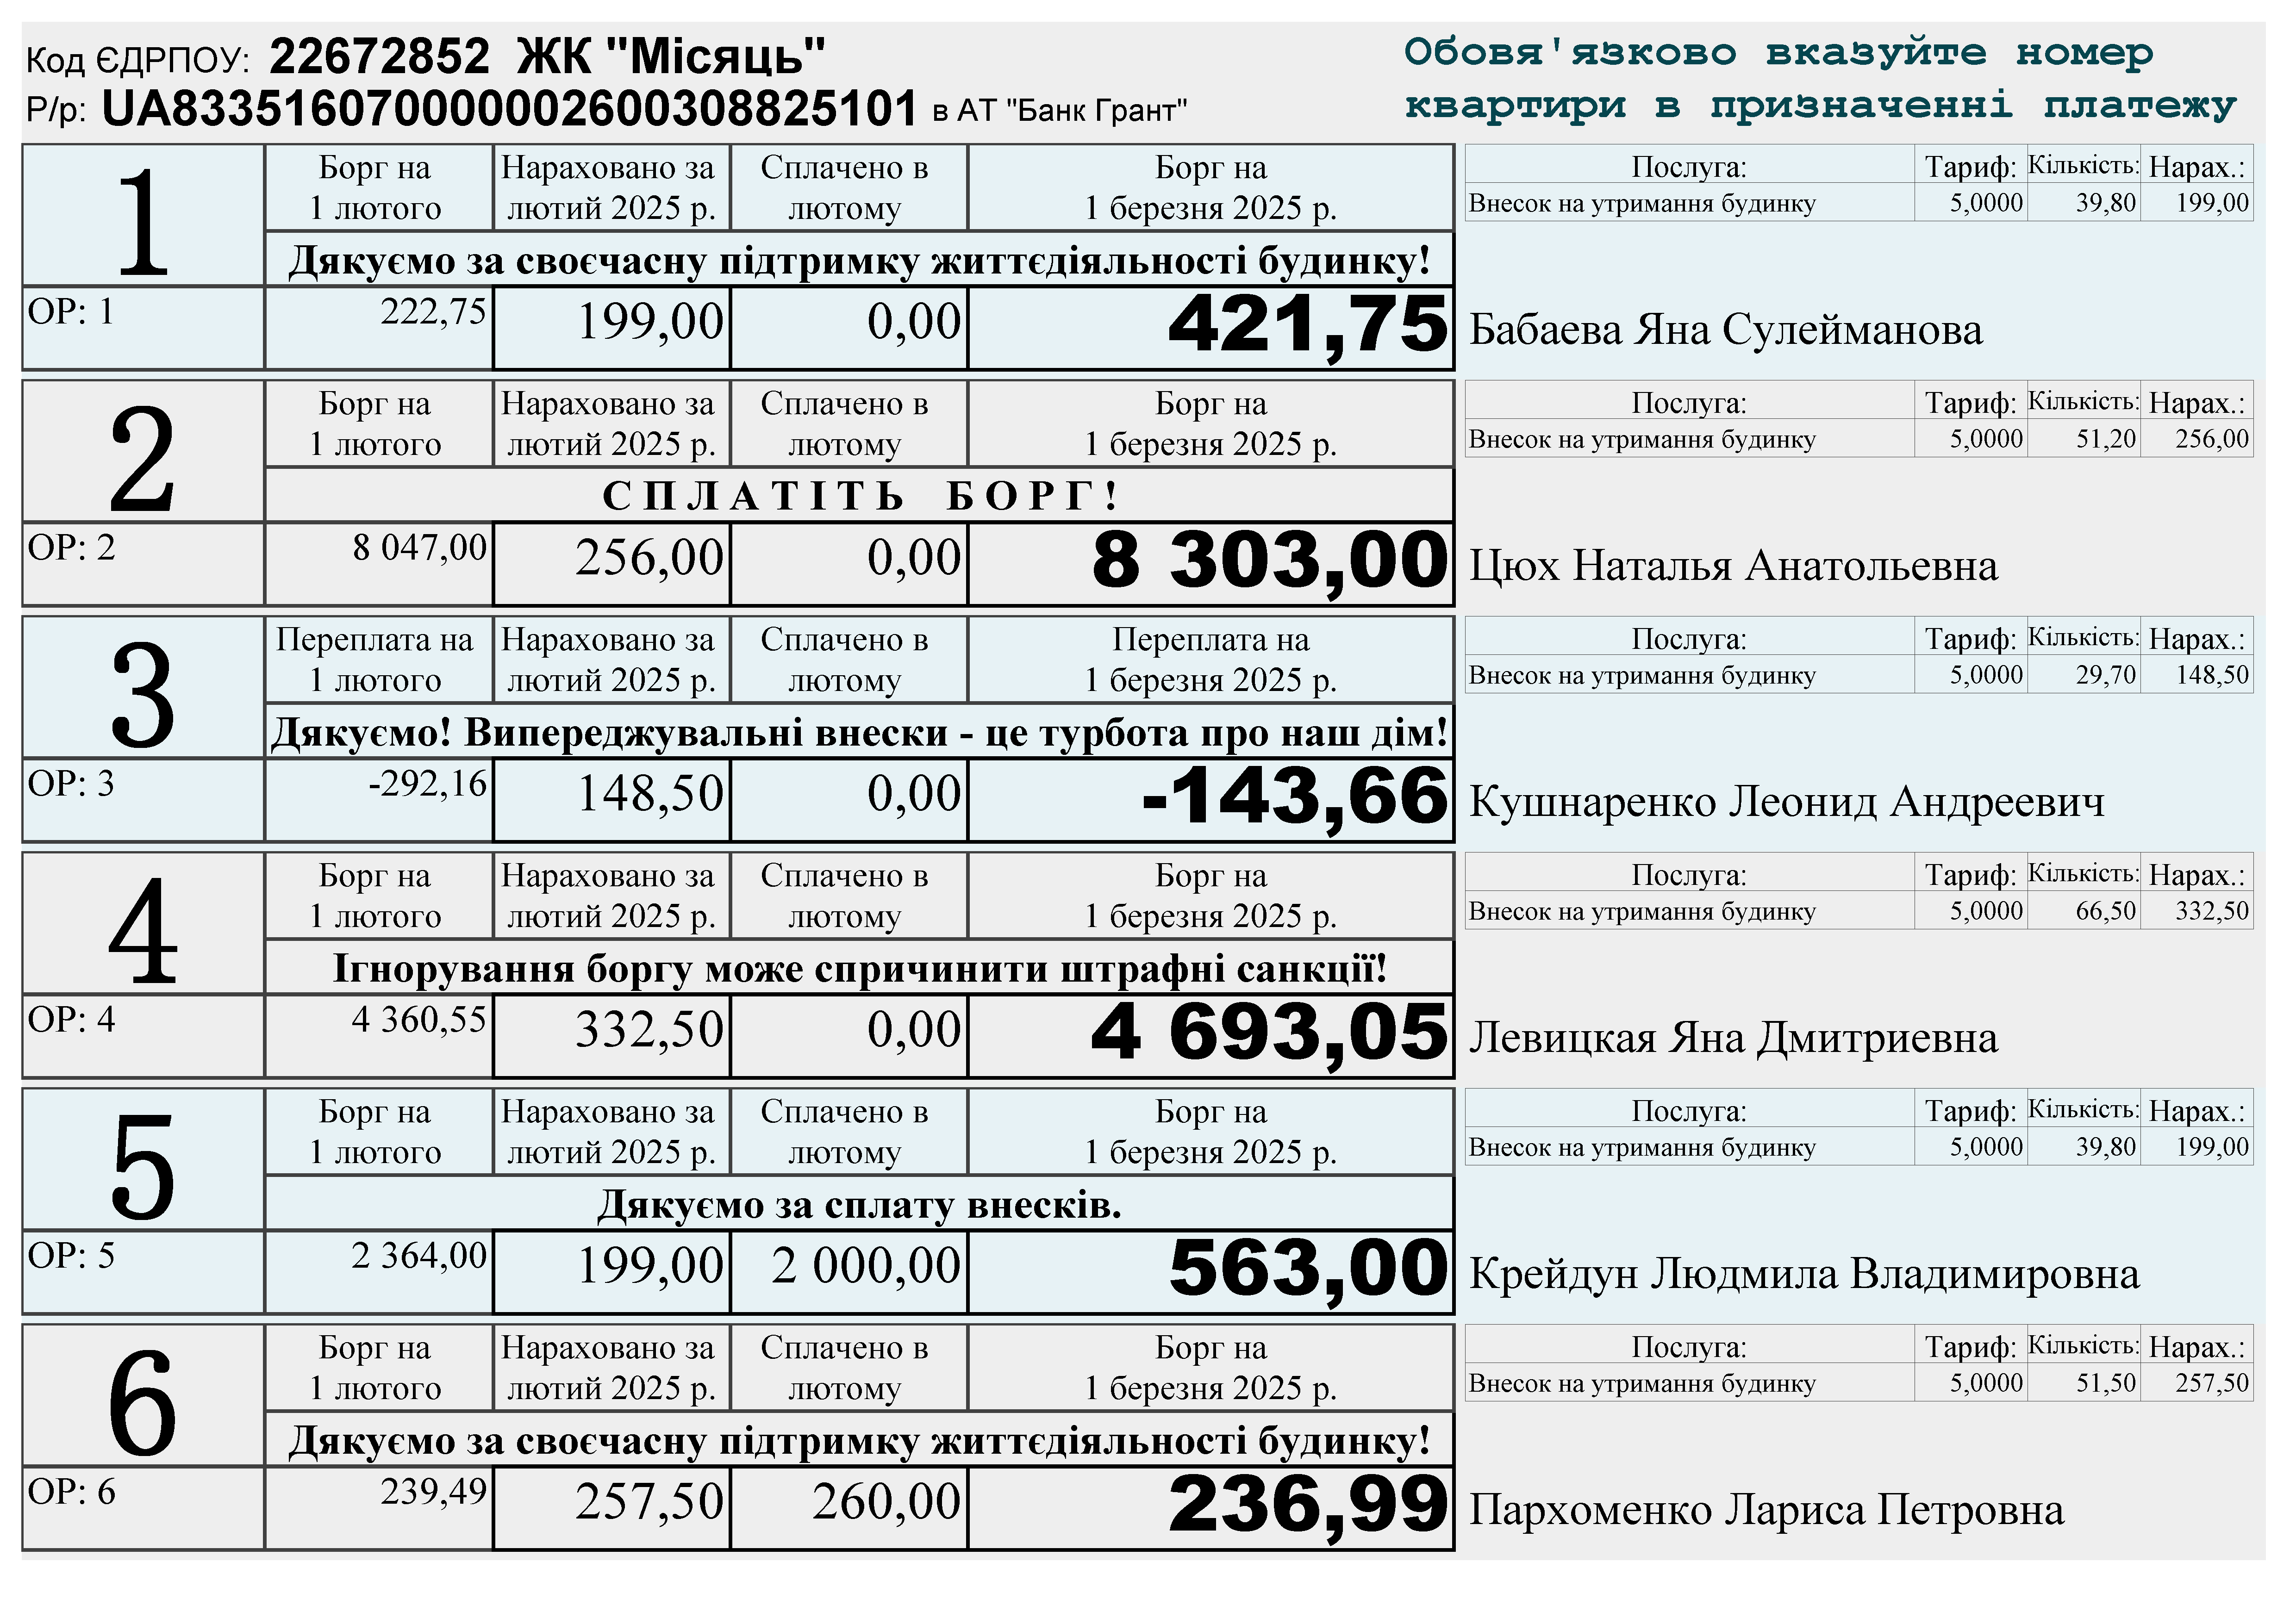 Код ЄДРПОУ: 22672852 ЖК "Місяць"
Р/р: UA833516070000002600308825101 в АТ "Банк Грант"
Обовя'язково вказуйте номер
квартири в призначенні платежу
1
Борг на
1 лютого
Нараховано за
лютий 2025 р.
Сплачено в
лютому
Борг на
1 березня 2025 р.
Дякуємо за своєчасну підтримку життєдіяльності будинку!
ОР: 1 222,75 199,00 0,00 421,75
Послуга: Тариф: Кількість: Нарах.:
Внесок на утримання будинку 5,0000 39,80 199,00
Бабаева Яна Сулейманова
2
Борг на
1 лютого
Нараховано за
лютий 2025 р.
Сплачено в
лютому
Борг на
1 березня 2025 р.
С П Л А Т І Т Ь Б О Р Г !
ОР: 2 8 047,00 256,00 0,00 8 303,00
Послуга: Тариф: Кількість: Нарах.:
Внесок на утримання будинку 5,0000 51,20 256,00
Цюх Наталья Анатольевна
3
Переплата на
1 лютого
Нараховано за
лютий 2025 р.
Сплачено в
лютому
Переплата на
1 березня 2025 р.
Дякуємо! Випереджувальні внески - це турбота про наш дім!
ОР: 3 -292,16 148,50 0,00 -143,66
Послуга: Тариф: Кількість: Нарах.:
Внесок на утримання будинку 5,0000 29,70 148,50
Кушнаренко Леонид Андреевич
4
Борг на
1 лютого
Нараховано за
лютий 2025 р.
Сплачено в
лютому
Борг на
1 березня 2025 р.
Ігнорування боргу може спричинити штрафні санкції!
ОР: 4 4 360,55 332,50 0,00 4 693,05
Послуга: Тариф: Кількість: Нарах.:
Внесок на утримання будинку 5,0000 66,50 332,50
Левицкая Яна Дмитриевна
5
Борг на
1 лютого
Нараховано за
лютий 2025 р.
Сплачено в
лютому
Борг на
1 березня 2025 р.
Дякуємо за сплату внесків.
ОР: 5 2 364,00 199,00 2 000,00 563,00
Послуга: Тариф: Кількість: Нарах.:
Внесок на утримання будинку 5,0000 39,80 199,00
Крейдун Людмила Владимировна
6
Борг на
1 лютого
Нараховано за
лютий 2025 р.
Сплачено в
лютому
Борг на
1 березня 2025 р.
Дякуємо за своєчасну підтримку життєдіяльності будинку!
ОР: 6 239,49 257,50 260,00 236,99
Послуга: Тариф: Кількість: Нарах.:
Внесок на утримання будинку 5,0000 51,50 257,50
Пархоменко Лариса Петровна